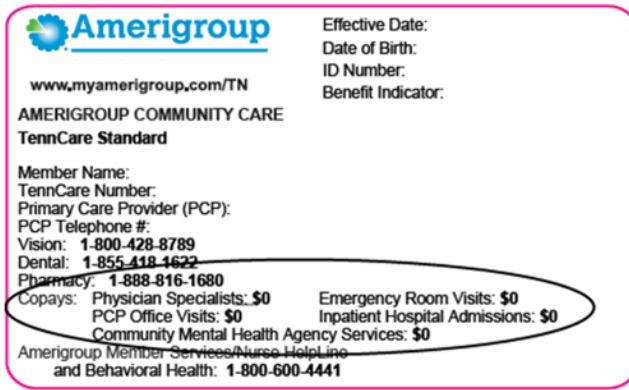 Amerigroup
www.myamerigroup.com/TN
AMERIGROUP COMMUNITY CARE
TennCare Standard
Effective Date:
Date of Birth:
ID Number:
Benefit Indicator:
Member Name:
TennCare Number:
Primary Care Provider (PCP):
PCP Telephone #:
Vision: 1-800-428-8789
Dental: 1-855-418-1622
Pharmacy: 1-888-816-1680
Copays: Physician Specialists: $0 Emergency Room Visits: $0
PCP Office Visits: $0 Inpatient Hospital Admissions: $0
Community Mental Health Agency Services: $0
Amerigroup Member Services/Nurse HelpLine
and Behavioral Health: 1-800-600-4441